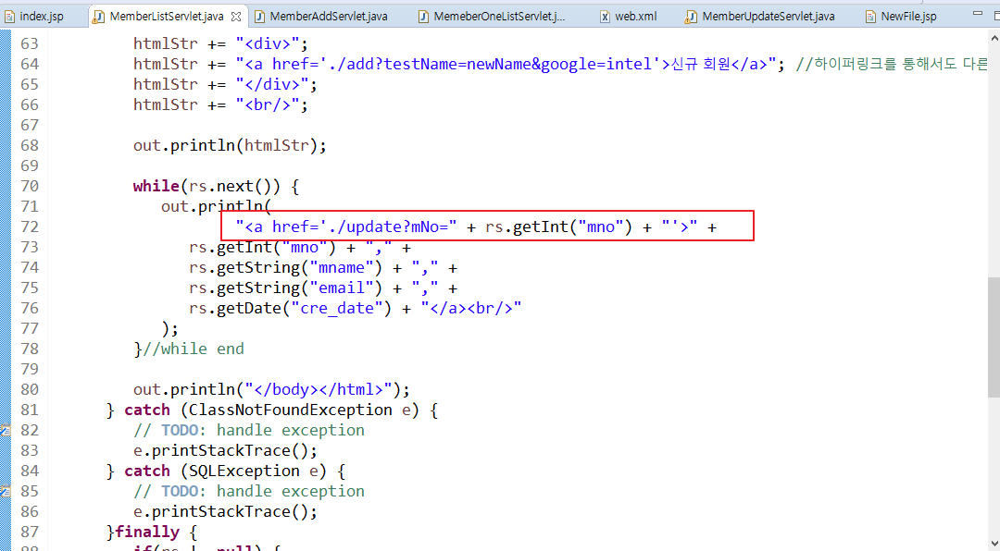 index.jsp MemberListServlet.java MemberAddServlet.java MemeberOneListServlet.j... web.xml MemberUpdateServlet.java NewFile.jsp
63 htmlStr += "<div>";
64 htmlStr += "<a href='./add?testName=newName&google=intel'>신규 회원</a>"; //하이퍼링크를 통해서도 다른
65 htmlStr += "</div>";
66 htmlStr += "<br/>";
67
68 out.println(htmlStr);
69
70 while(rs.next()) {
71 out.println(
72 "<a href='./update?mNo=" + rs.getInt("mno") + "'>" +
73 rs.getInt("mno") + "," +
74 rs.getString("mname") + "," +
75 rs.getString("email") + "," +
76 rs.getDate("cre_date") + "</a><br/>"
77 );
78 }//while end
79
80 out.println("</body></html>");
81 } catch (ClassNotFoundException e) {
82 // TODO: handle exception
83 e.printStackTrace();
84 } catch (SQLException e) {
85 // TODO: handle exception
86 e.printStackTrace();
87 }finally {